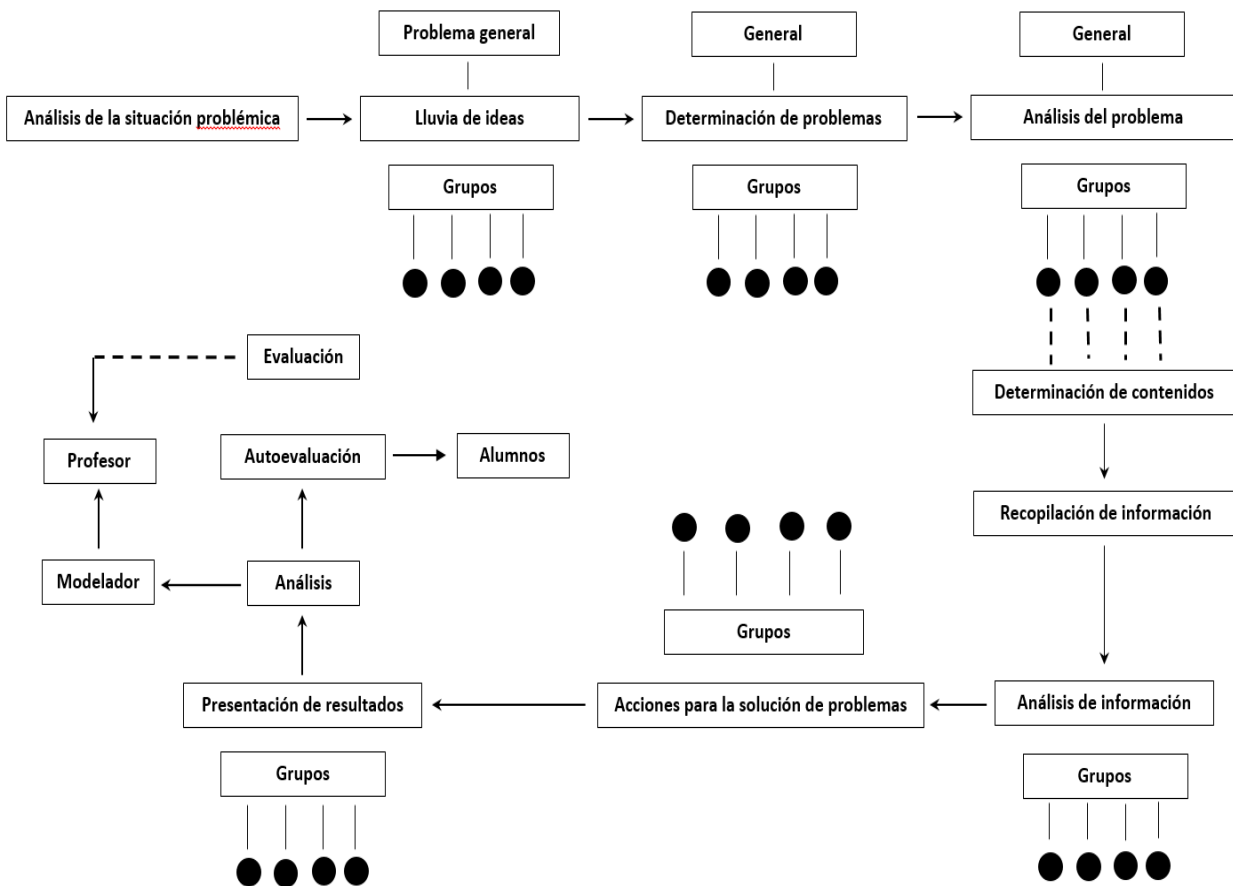 Problema general
General
General
Análisis de la situación problémica
Lluvia de ideas
Determinación de problemas
Análisis del problema
Grupos
Grupos
Grupos
Evaluación
Determinación de contenidos
Profesor
Autoevaluación
Alumnos
Recopilación de información
Modelador
Análisis
Grupos
Presentación de resultados
Acciones para la solución de problemas
Análisis de información
Grupos
Grupos